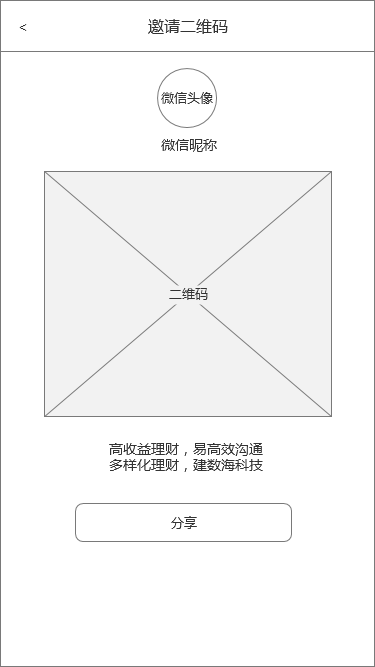 <
邀请二维码
微信头像
微信昵称
二维码
高收益理财，易高效沟通
多样化理财，建数海科技
分享